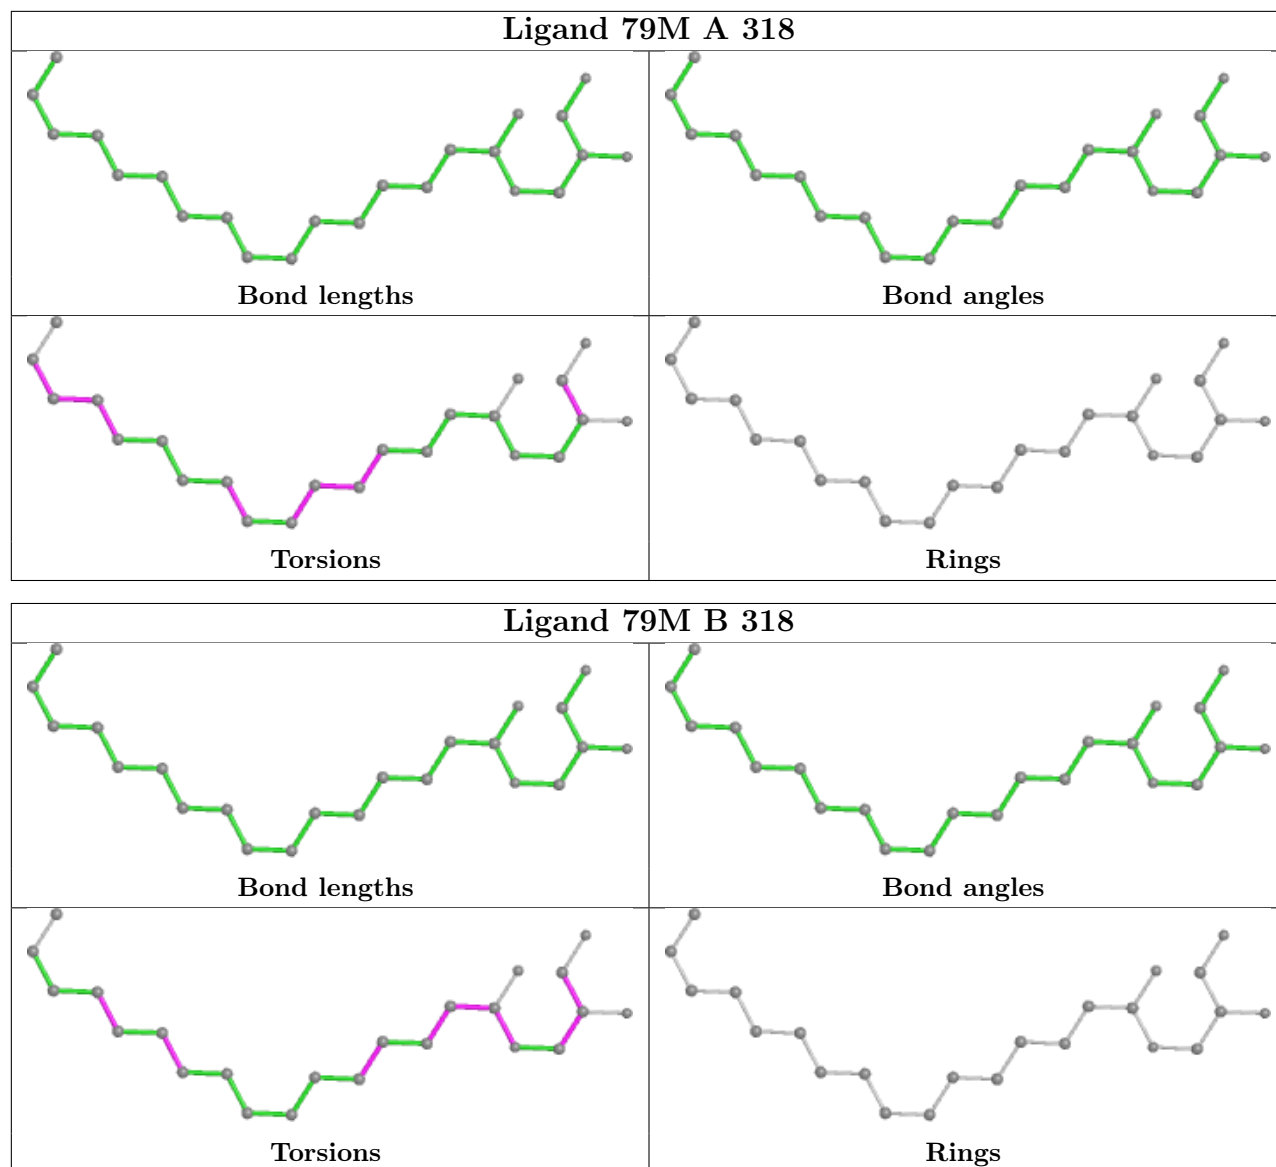 Ligand 79M A 318
Bond lengths
Bond angles
Torsions
Rings
Ligand 79M B 318
Bond lengths
Bond angles
Torsions
Rings